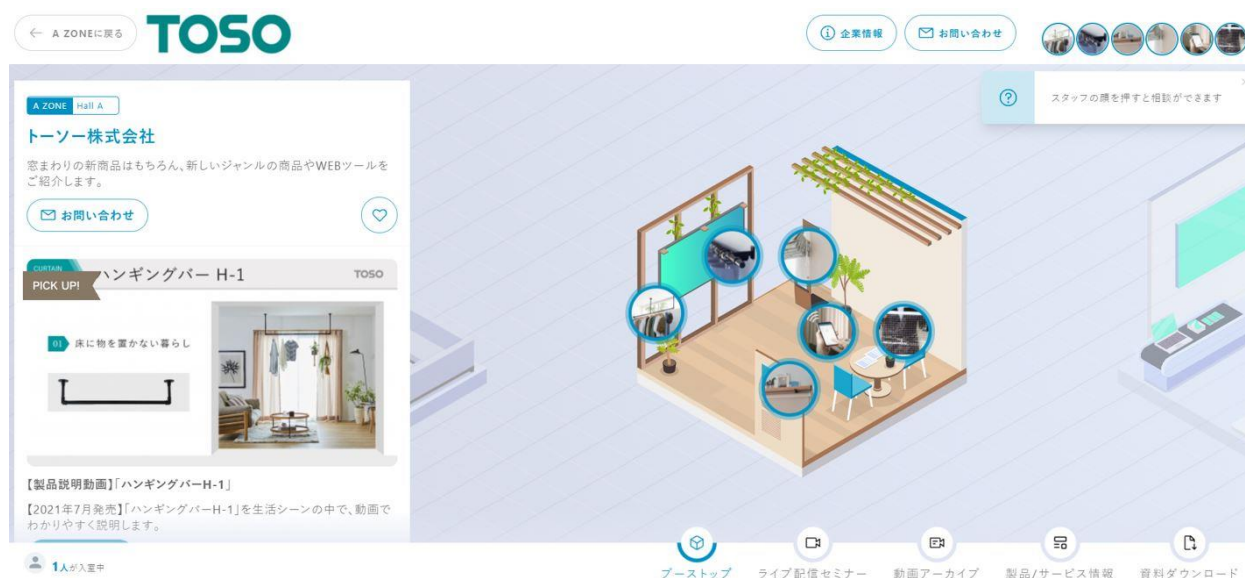 ← A ZONEに戻る
TOSO
企業情報
お問い合わせ
スタッフの顔を押すと相談ができます
A ZONE Hall A
トーソー株式会社
窓まわりの新商品はもちろん、新しいジャンルの商品やWEBツールを
ご紹介します。
お問い合わせ
CURTAIN
ハンギングバー H-1
TOSO
PICK UP!
01 床に物を置かない暮らし
【製品説明動画】「ハンギングバーH-1」
【2021年7月発売】「ハンギングバーH-1」を生活シーンの中で、動画で
わかりやすく説明します。
1人が入室中
ブーストップ
ライブ配信セミナー
動画アーカイブ
製品/サービス情報
資料ダウンロード